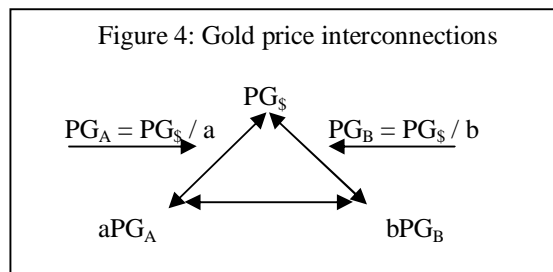 Figure 4: Gold price interconnections
PG$
PGA = PG$ / a
PGB = PG$ / b
aPGA
bPGB